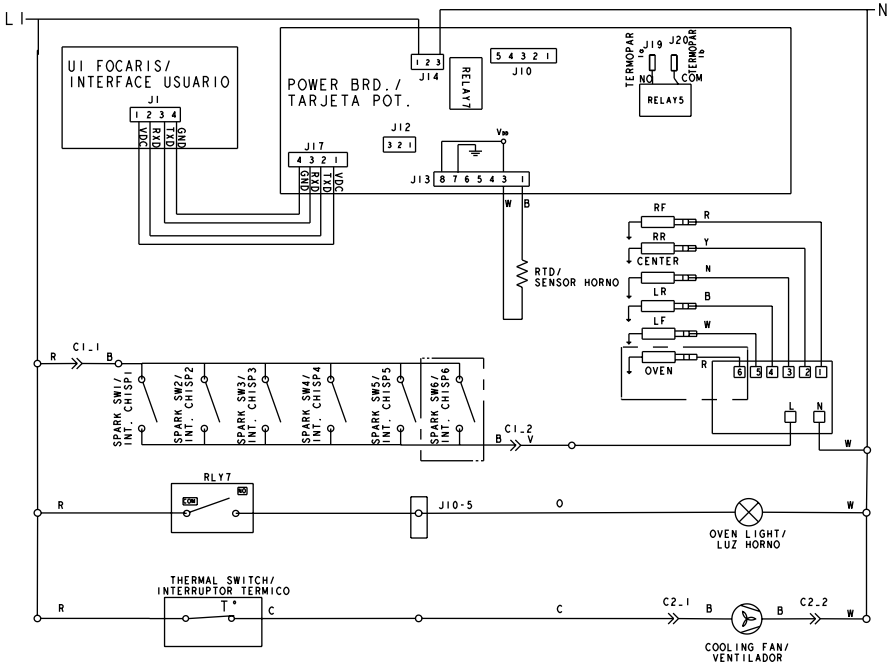 L1
N
UI FOCARIS/
INTERFACE USUARIO
J1
1 2 3 4
VDC
RXD
TXD
GND
POWER BRD./
TARJETA POT.
1 2 3
J14
RELAY7
5 4 3 2 1
J10
TERMOPAR
1a
J19
J20
TERMOPAR
1b
NO
COM
RELAY5
J12
3 2 1
J17
4 3 2 1
GND
RXD
TXD
VDC
VDD
J13
8 7 6 5 4 3 1
W
B
RTD/
SENSOR HORNO
RF
R
RR
Y
CENTER
N
LR
B
LF
W
OVEN
R
6 5 4 3 2 1
L
N
W
R
C1_1
B
SPARK SW1/
INT. CHISP1
SPARK SW2/
INT. CHISP2
SPARK SW3/
INT. CHISP3
SPARK SW4/
INT. CHISP4
SPARK SW5/
INT. CHISP5
SPARK SW6/
INT. CHISP6
B
C1_2
V
RLY7
R
COM
NO
J10-5
O
W
OVEN LIGHT/
LUZ HORNO
THERMAL SWITCH/
INTERRUPTOR TERMICO
R
T°
C
C
C2_1
B
B
C2_2
W
COOLING FAN/
VENTILADOR